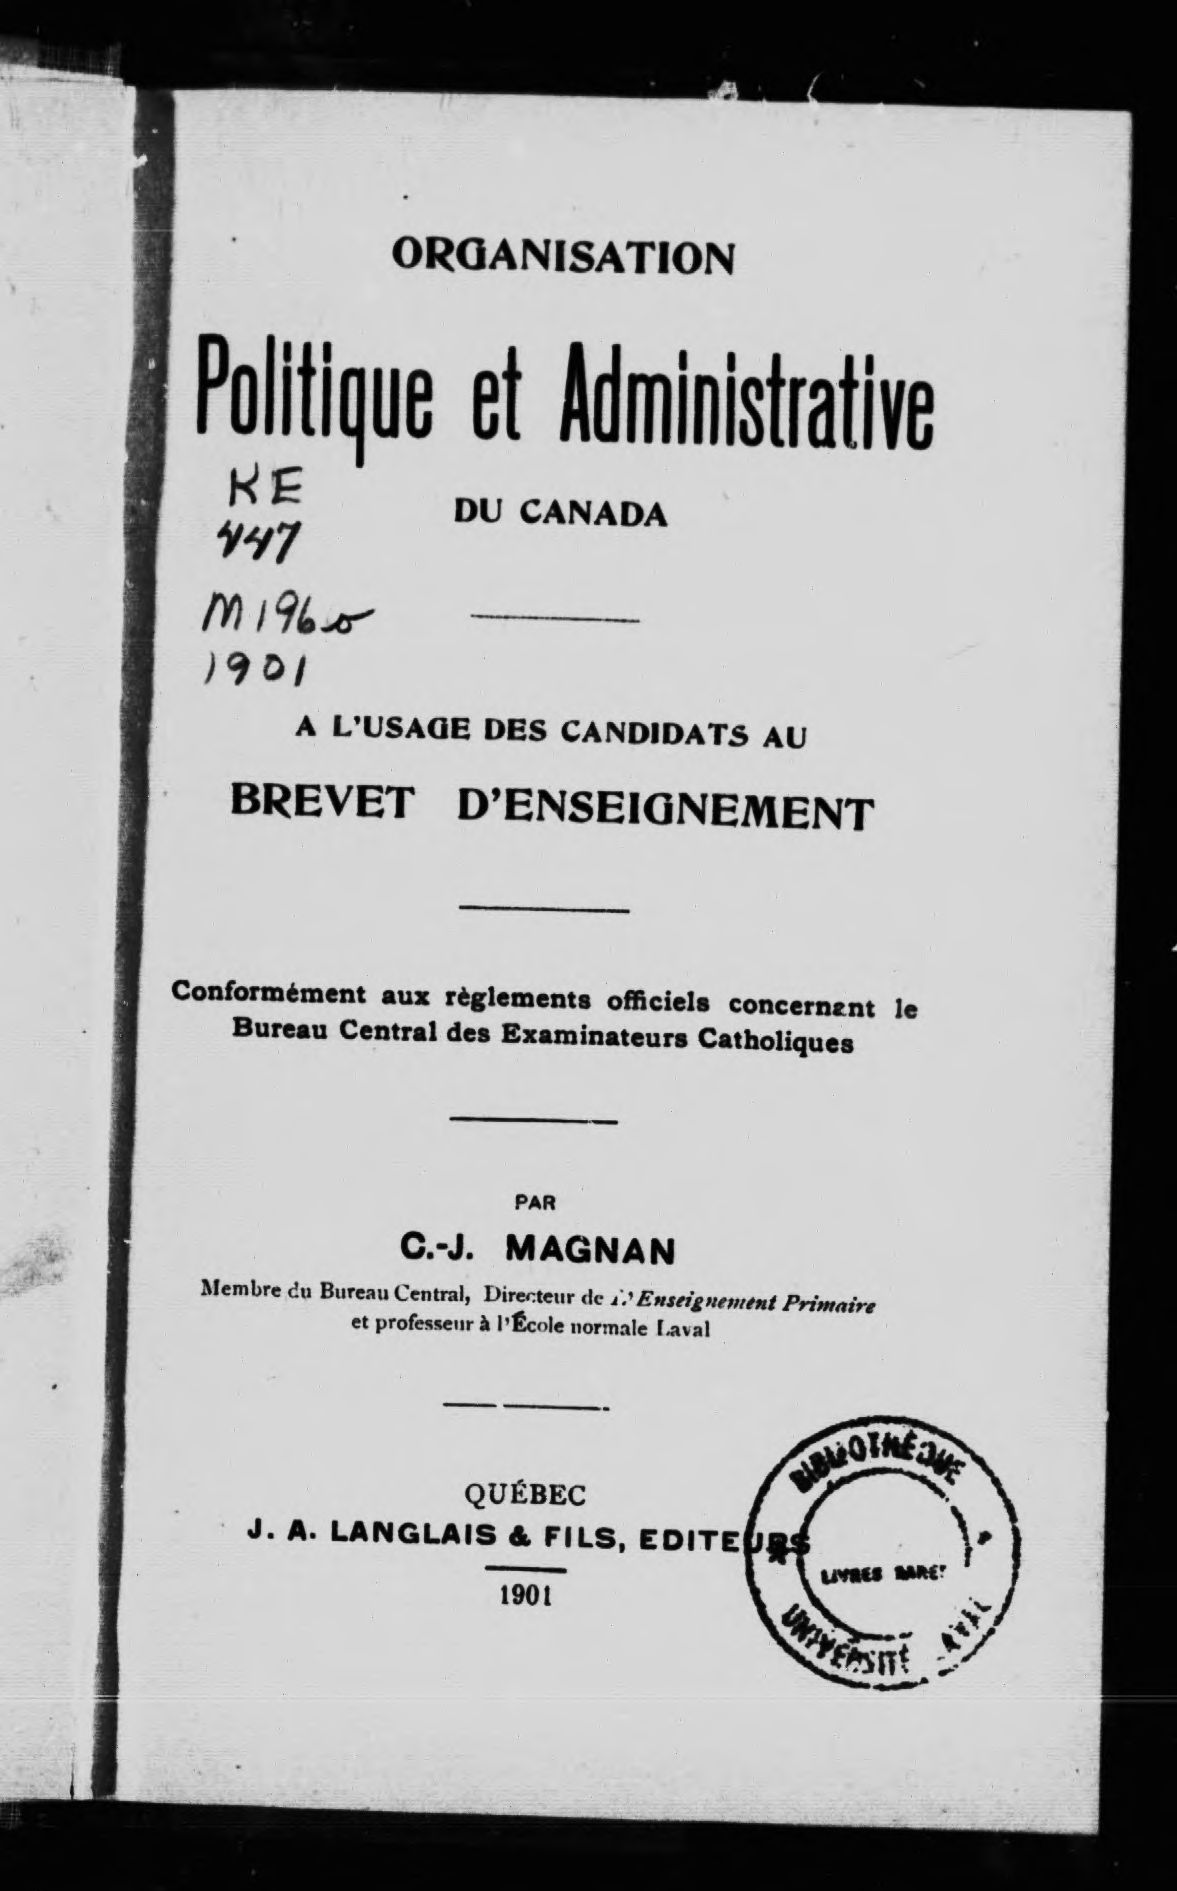 ORGANISATION
Politique et Administrative
DU CANADA
KE
447
M196o
1901
A L'USAGE DES CANDIDATS AU
BREVET D'ENSEIGNEMENT
Conformément aux règlements officiels concernant le
Bureau Central des Examinateurs Catholiques
PAR
C.-J. MAGNAN
Membre du Bureau Central, Directeur de L'Enseignement Primaire
et professeur à l'École normale Laval
QUÉBEC
J. A. LANGLAIS & FILS, EDITEURS
1901
BIBLIOTHÈQUE
LIVRES RARES
UNIVERSITÉ LAVAL